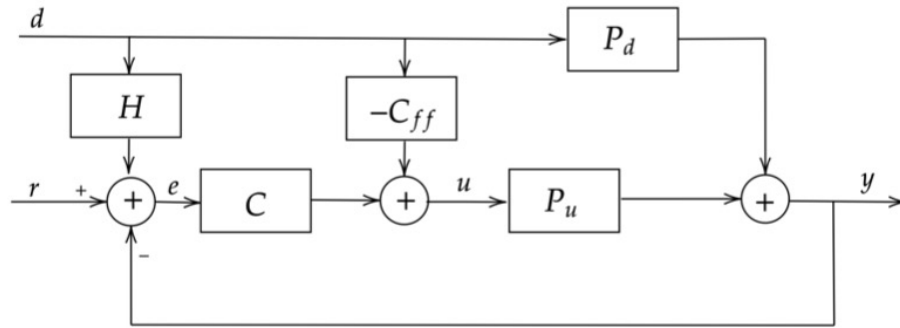 d
P_d
H
–C_ff
r + e C + u P_u + y
+
–